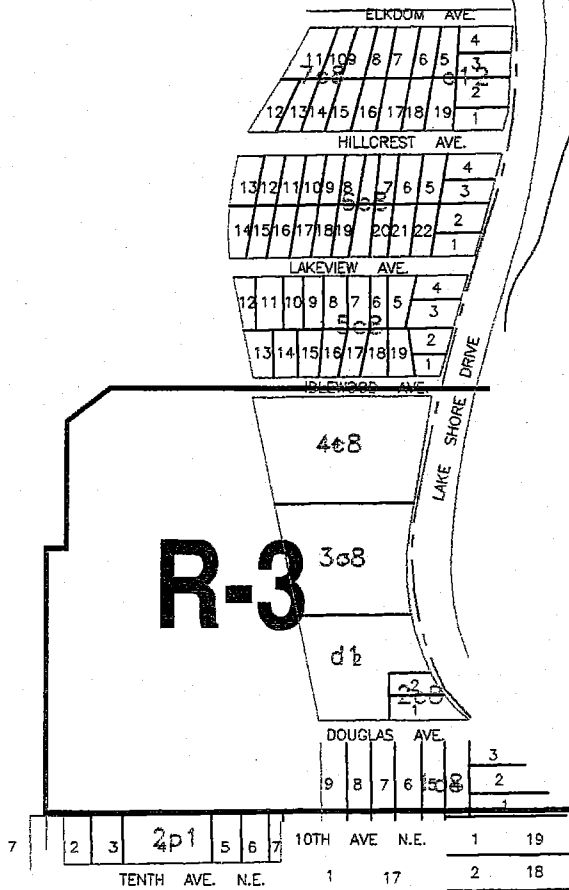 ELKDOM AVE.
11 10 9 8 7 6 5 4
3
2
12 13 14 15 16 17 18 19 1
HILLCREST AVE.
13 12 11 10 9 8 7 6 5 4
3
14 15 16 17 18 19 20 21 22 2
1
LAKEVIEW AVE.
12 11 10 9 8 7 6 5 4
3
13 14 15 16 17 18 19 2
1
IDLEWOOD AVE.
LAKE SHORE DRIVE
R-3
2
1
DOUGLAS AVE.
9 8 7 6 5 3
2
1
7 2 3 4 5 6 7 10TH AVE N.E. 1 19
TENTH AVE. N.E. 1 17 2 18